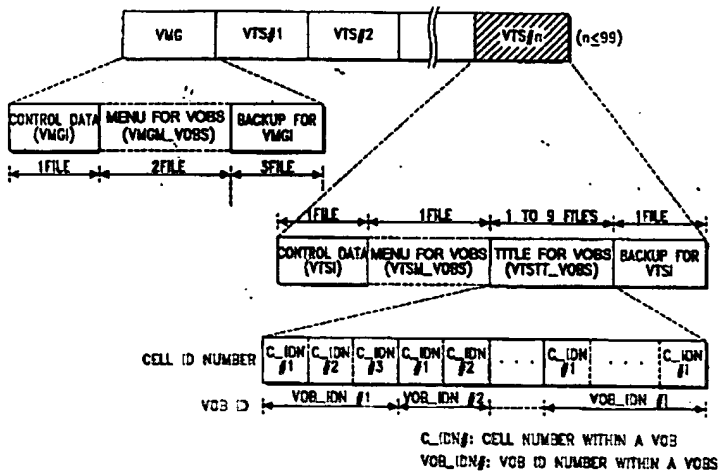 VMG VTS#1 VTS#2 VTS#n (n≤99)
CONTROL DATA (VMGI)
MENU FOR VOBS (VMGM_VOBS)
BACKUP FOR VMGI
1FILE 2FILE 3FILE
1FILE 1FILE 1 TO 9 FILES 1FILE
CONTROL DATA (VTSI)
MENU FOR VOBS (VTSM_VOBS)
TITLE FOR VOBS (VTSTT_VOBS)
BACKUP FOR VTSI
CELL ID NUMBER
C_IDN #1 C_IDN #2 C_IDN #3 C_IDN #1 C_IDN #2 . . . C_IDN #1 . . . C_IDN #i
VOB ID VOB_IDN #1 VOB_IDN #2 VOB_IDN #i
C_IDN#: CELL NUMBER WITHIN A VOB
VOB_IDN#: VOB ID NUMBER WITHIN A VOBS